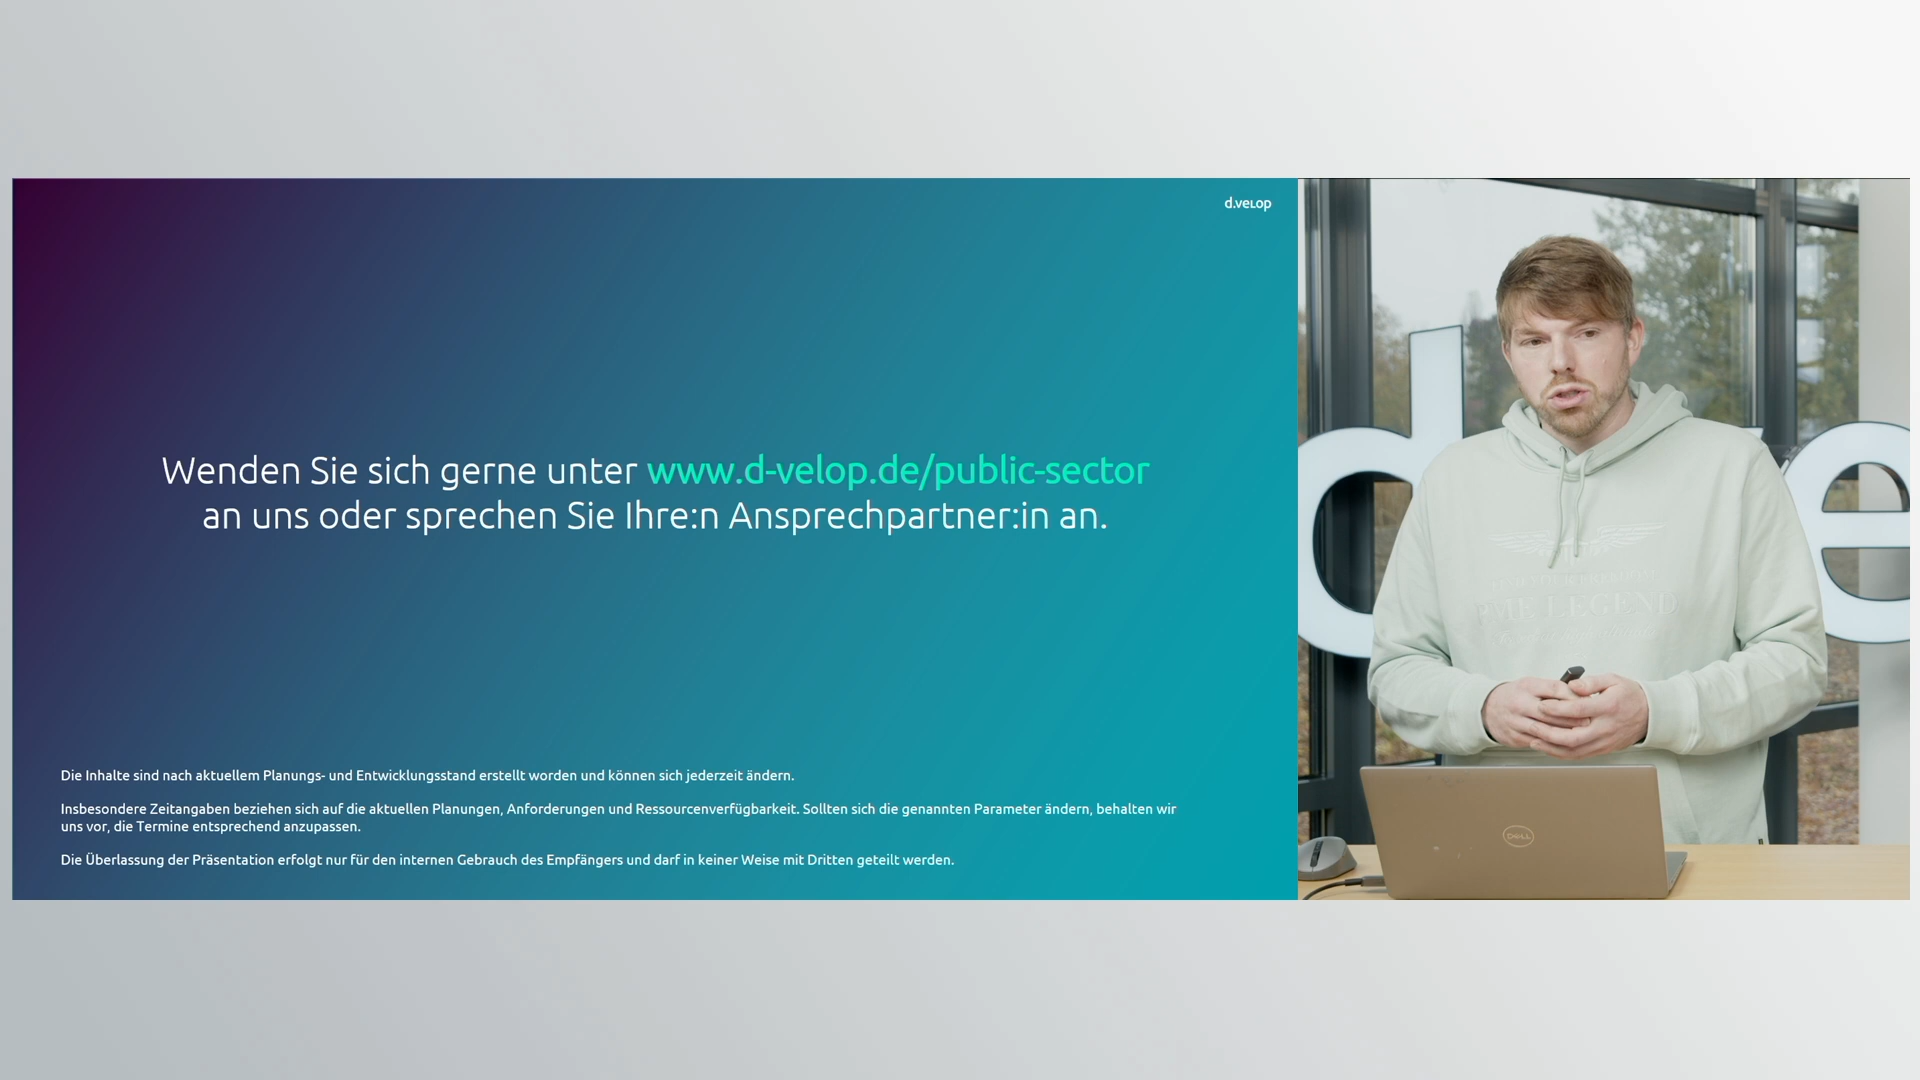 d.velop
Wenden Sie sich gerne unter www.d-velop.de/public-sector
an uns oder sprechen Sie Ihre:n Ansprechpartner:in an.
Die Inhalte sind nach aktuellem Planungs- und Entwicklungsstand erstellt worden und können sich jederzeit ändern.
Insbesondere Zeitangaben beziehen sich auf die aktuellen Planungen, Anforderungen und Ressourcenverfügbarkeit. Sollten sich die genannten Parameter ändern, behalten wir
uns vor, die Termine entsprechend anzupassen.
Die Überlassung der Präsentation erfolgt nur für den internen Gebrauch des Empfängers und darf in keiner Weise mit Dritten geteilt werden.
d
e
LEGEND
DELL